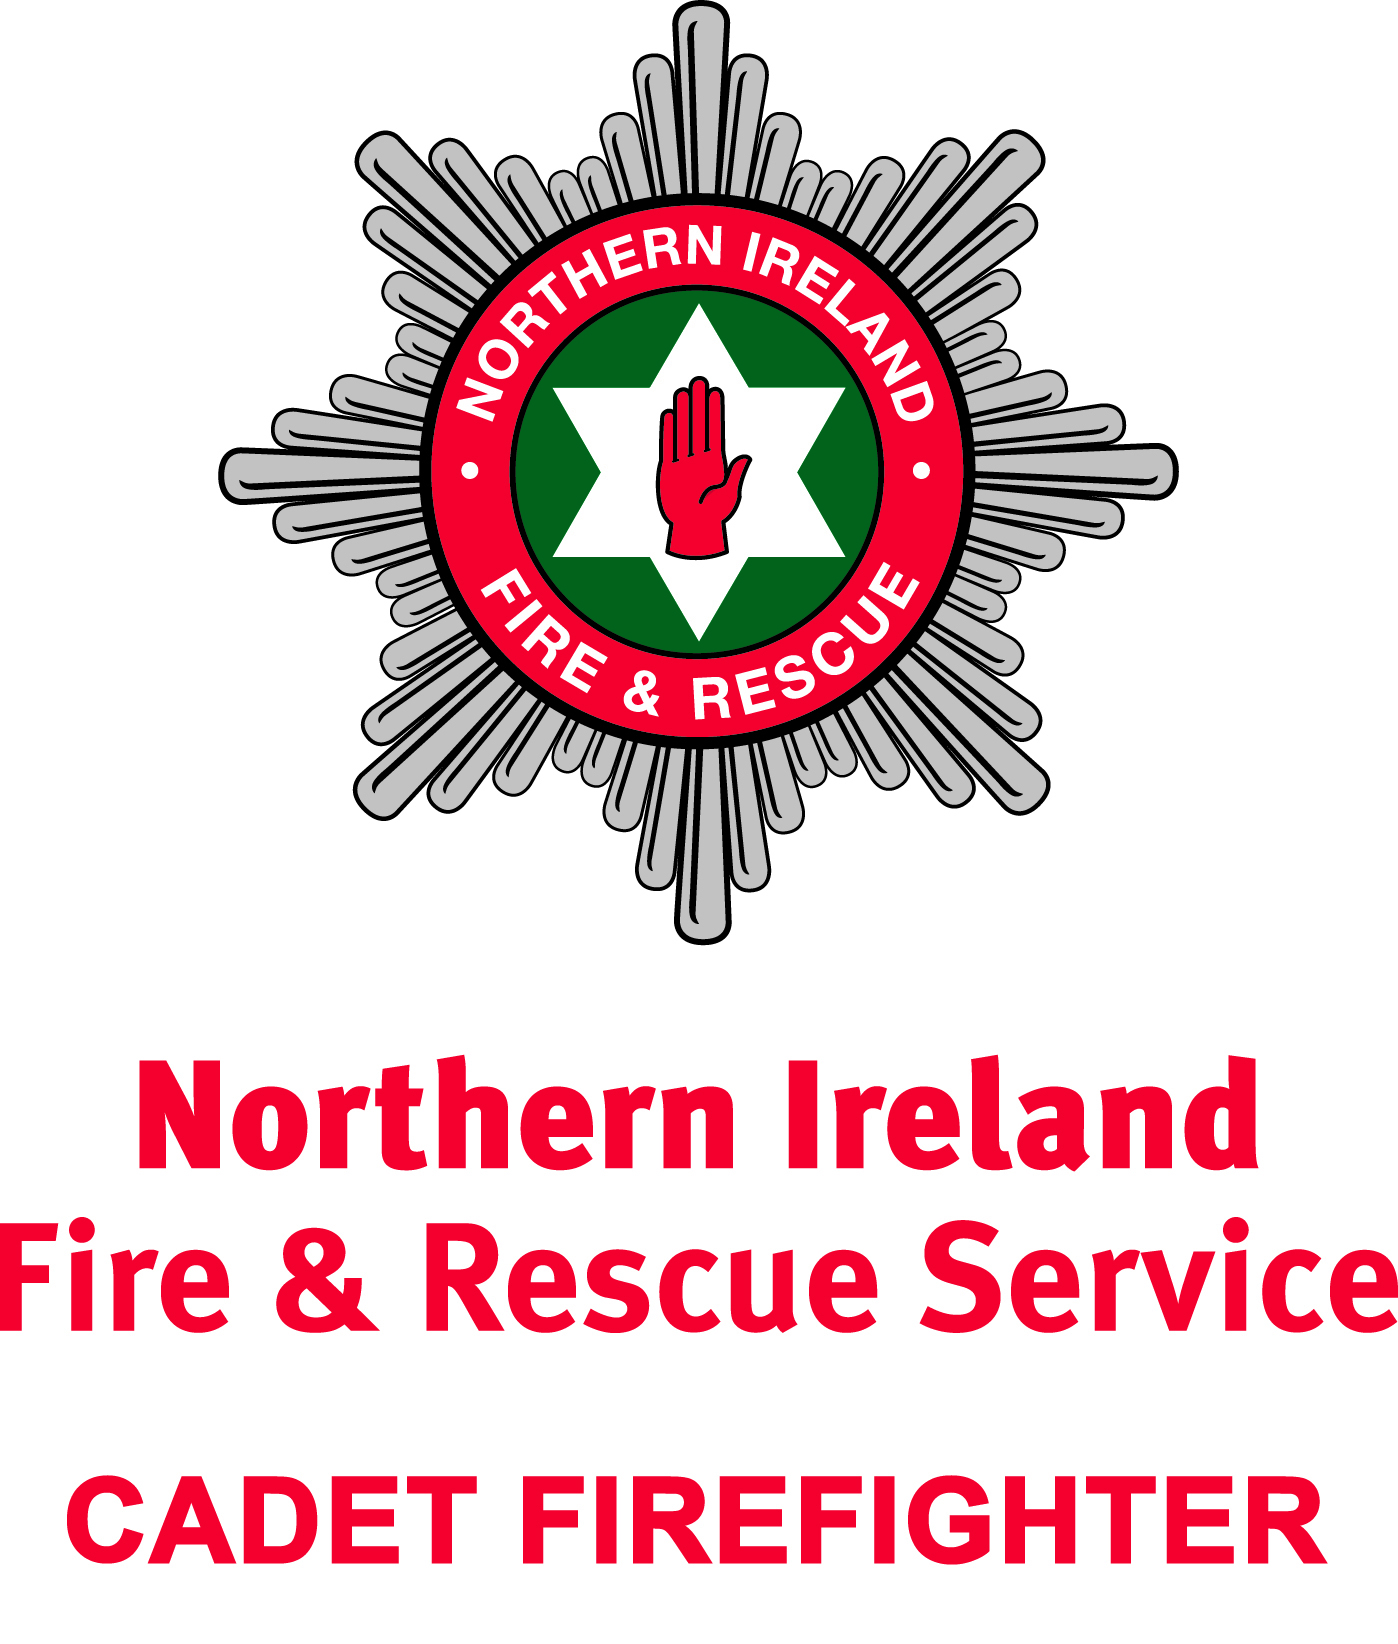 NORTHERN IRELAND
FIRE & RESCUE
Northern Ireland
Fire & Rescue Service
CADET FIREFIGHTER